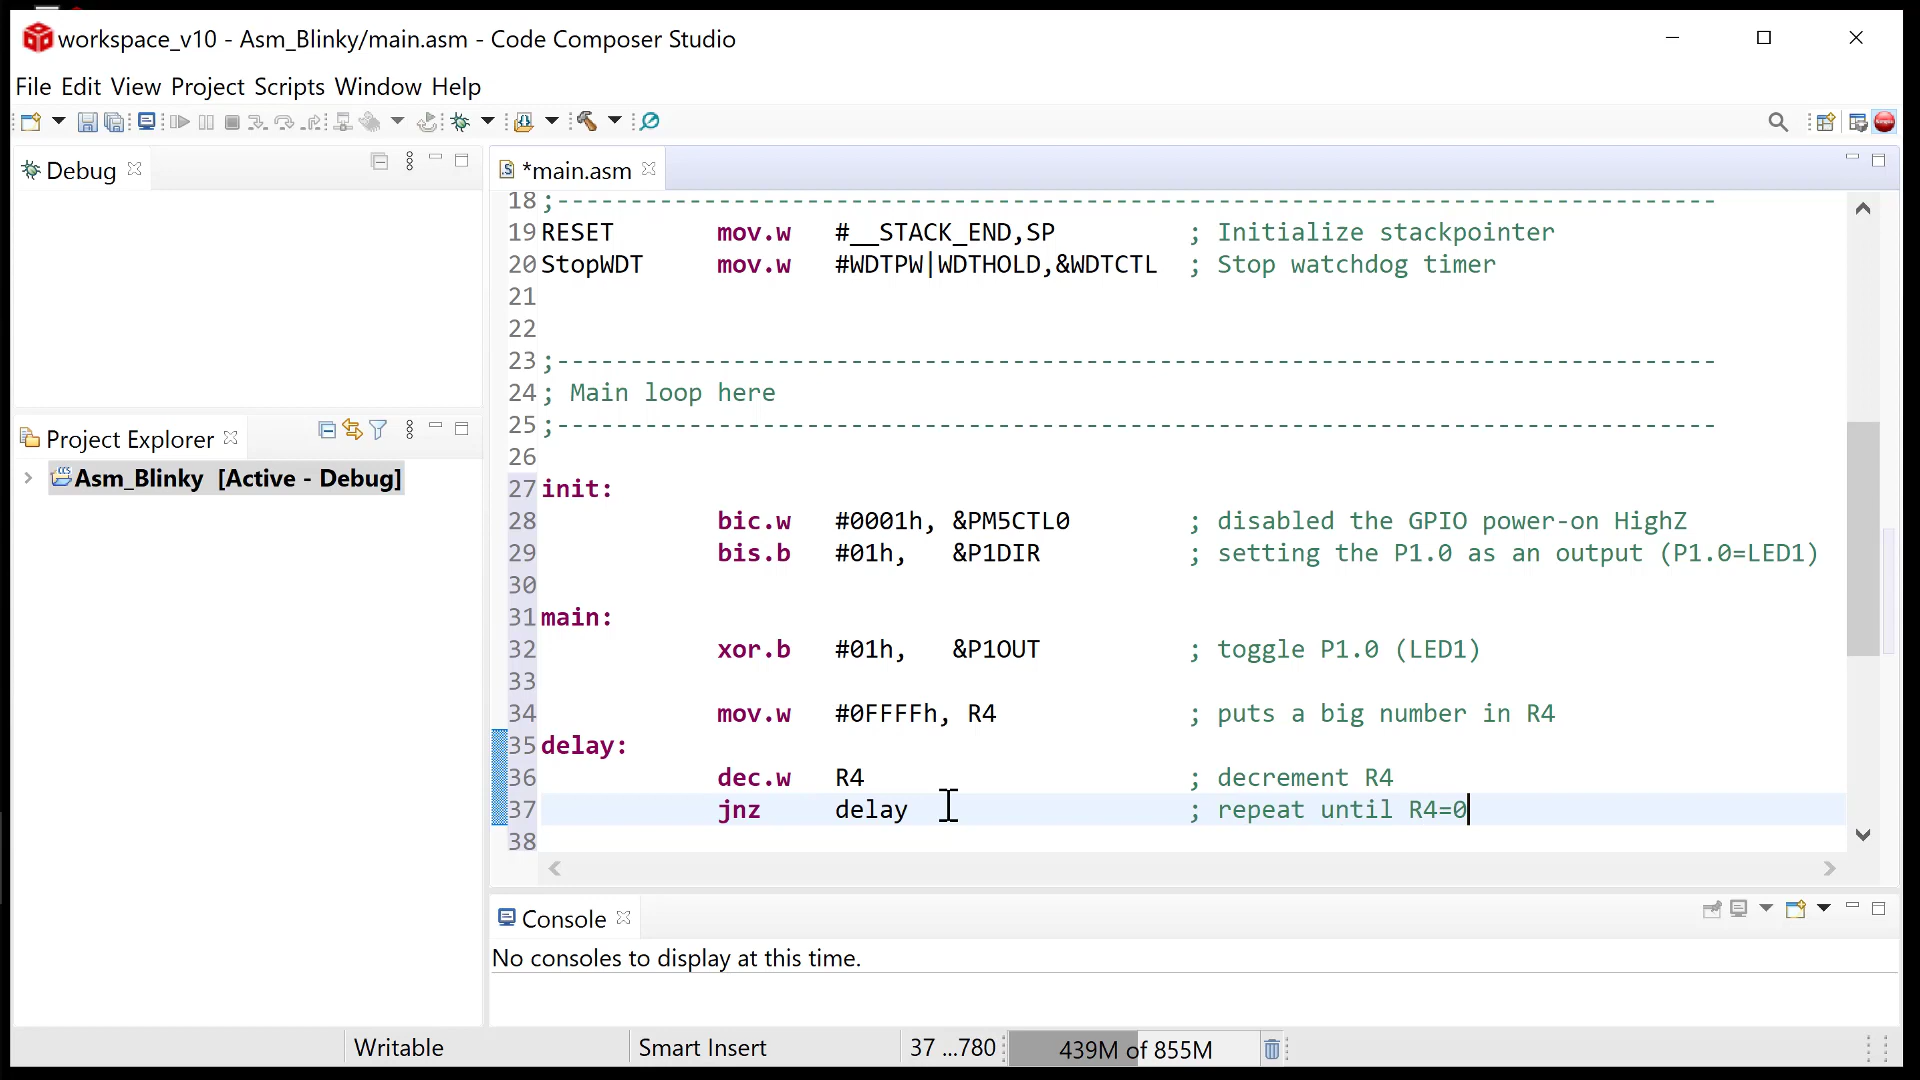 workspace_v10 - Asm_Blinky/main.asm - Code Composer Studio
File Edit View Project Scripts Window Help
Debug
*main.asm
18 ;-------------------------------------------------------------------------------
19 RESET mov.w #__STACK_END,SP ; Initialize stackpointer
20 StopWDT mov.w #WDTPW|WDTHOLD,&WDTCTL ; Stop watchdog timer
21
22
23 ;-------------------------------------------------------------------------------
24 ; Main loop here
25 ;-------------------------------------------------------------------------------
26
27 init:
28 bic.w #0001h, &PM5CTL0 ; disabled the GPIO power-on HighZ
29 bis.b #01h, &P1DIR ; setting the P1.0 as an output (P1.0=LED1)
30
31 main:
32 xor.b #01h, &P1OUT ; toggle P1.0 (LED1)
33
34 mov.w #0FFFFh, R4 ; puts a big number in R4
35 delay:
36 dec.w R4 ; decrement R4
37 jnz delay ; repeat until R4=0
38
Project Explorer
Asm_Blinky [Active - Debug]
Console
No consoles to display at this time.
Writable
Smart Insert
37 ...780
439M of 855M